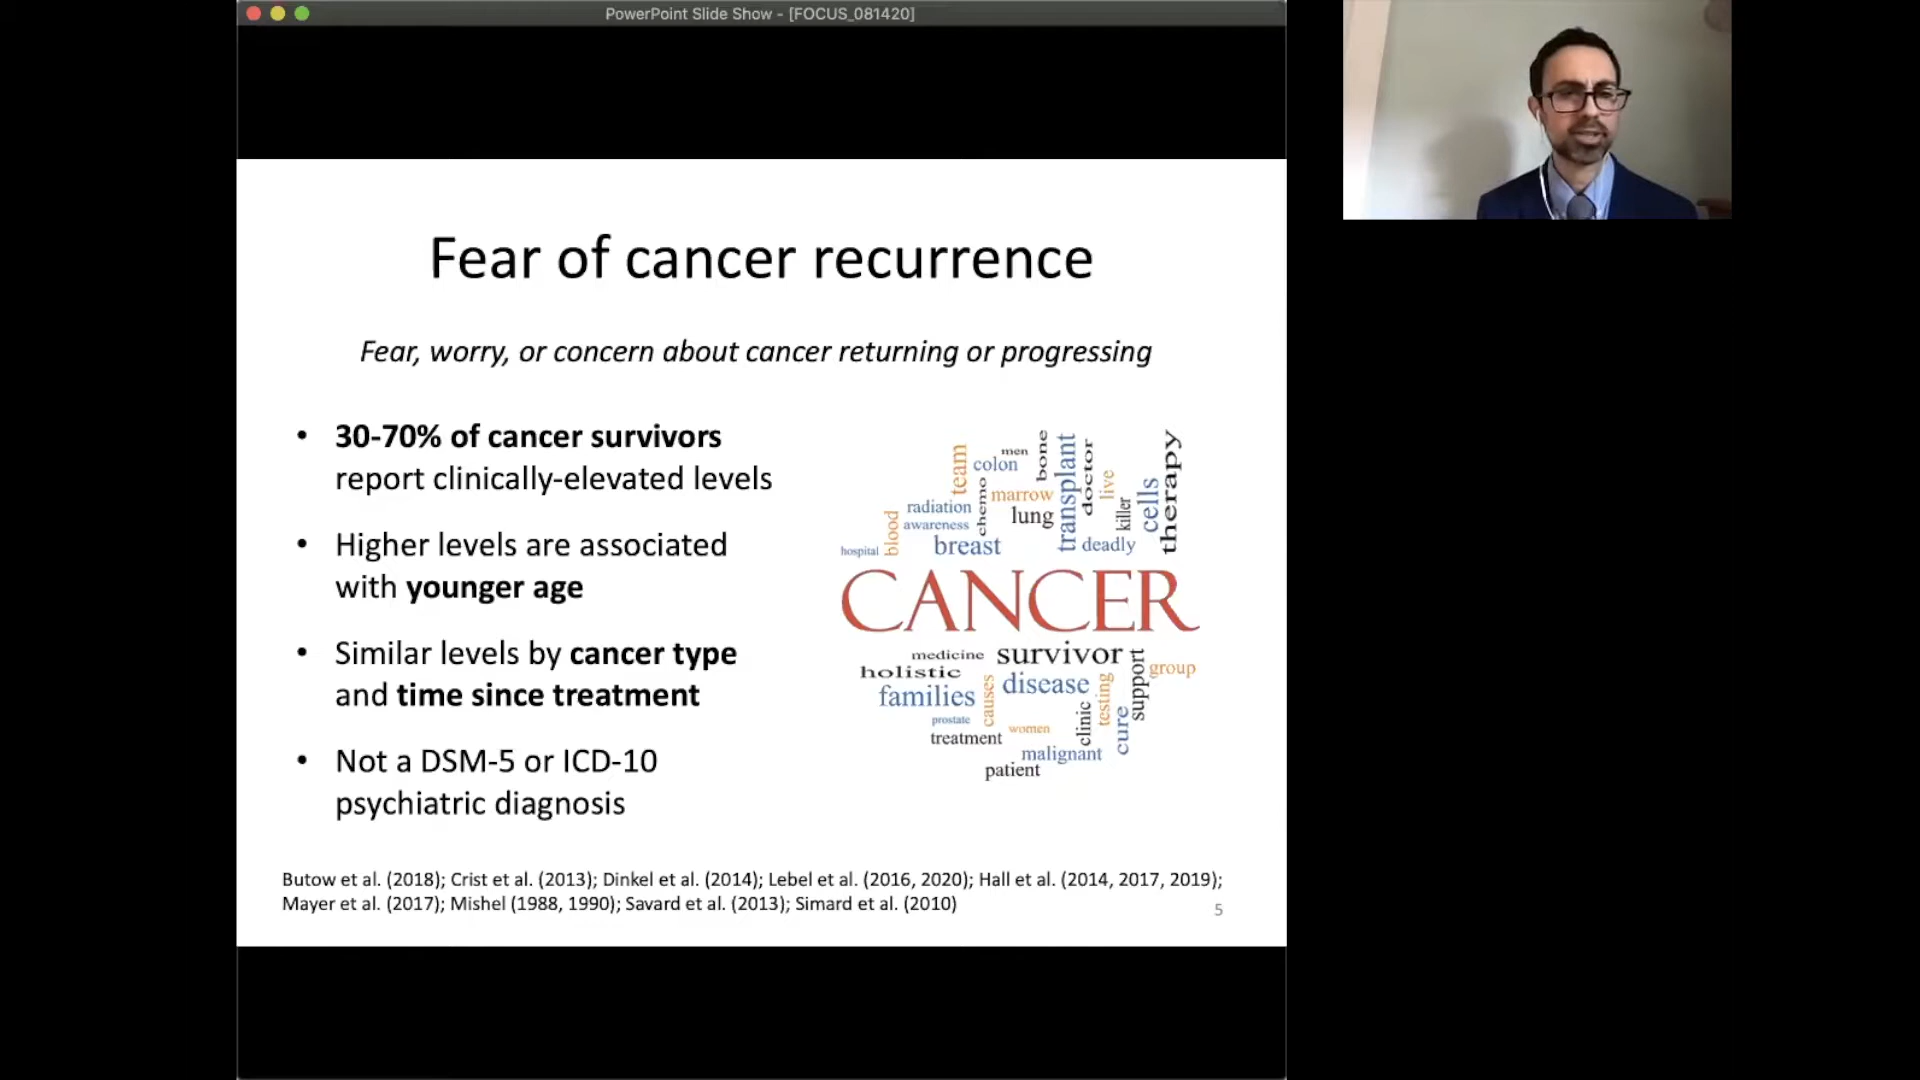 PowerPoint Slide Show - [FOCUS_081420]
Fear of cancer recurrence
Fear, worry, or concern about cancer returning or progressing
• 30-70% of cancer survivors
report clinically-elevated levels
• Higher levels are associated
with younger age
• Similar levels by cancer type
and time since treatment
• Not a DSM-5 or ICD-10
psychiatric diagnosis
team
colon
men
bone
transplant
doctor
live
killer
cells
therapy
blood
radiation
awareness
chemo
marrow
lung
hospital
breast
deadly
CANCER
medicine
survivor
support
group
holistic
families
causes
disease
testing
prostate
women
clinic
cure
treatment
malignant
patient
Butow et al. (2018); Crist et al. (2013); Dinkel et al. (2014); Lebel et al. (2016, 2020); Hall et al. (2014, 2017, 2019);
Mayer et al. (2017); Mishel (1988, 1990); Savard et al. (2013); Simard et al. (2010)
5